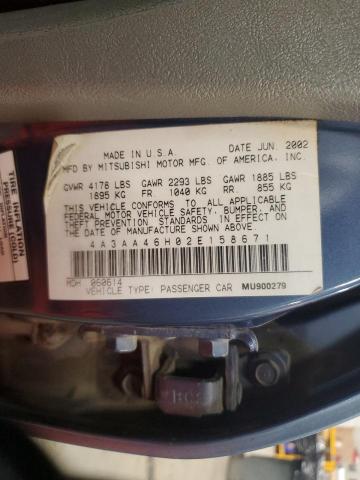 MADE IN U.S.A. DATE JUN. 2002
MFD BY MITSUBISHI MOTOR MFG. OF AMERICA, INC.
GVWR 4178 LBS GAWR 2293 LBS GAWR 1885 LBS
1895 KG FR 1040 KG RR 855 KG
THIS VEHICLE CONFORMS TO ALL APPLICABLE
FEDERAL MOTOR VEHICLE SAFETY, BUMPER, AND
THEFT PREVENTION STANDARDS IN EFFECT ON
THE DATE OF MANUFACTURE SHOWN ABOVE.
4A3AA46H02E158671
MDH 060614
VEHICLE TYPE: PASSENGER CAR MU900279
TIRE INFLATION
PRESSURE (COLD)